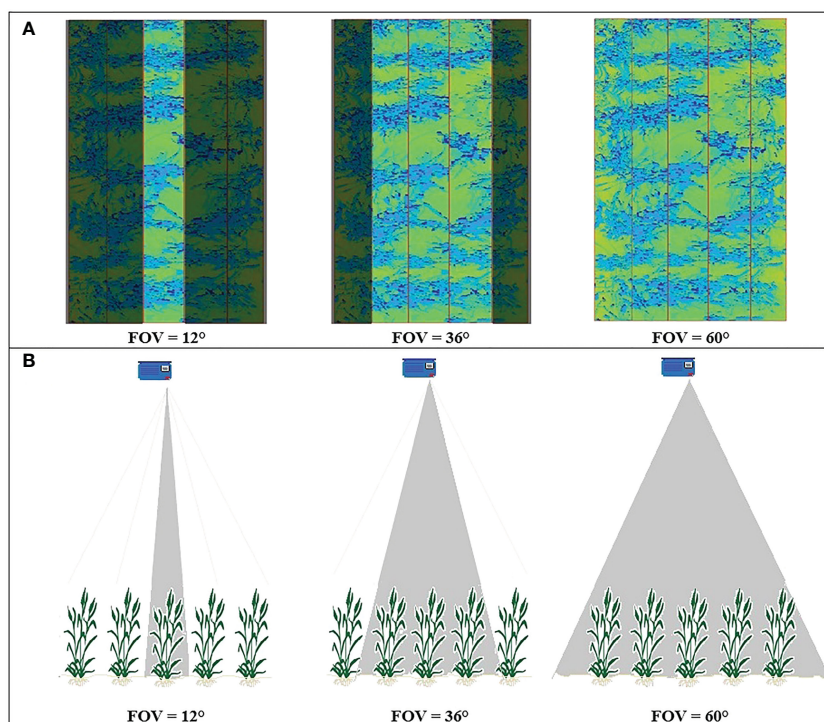 A
FOV = 12°
FOV = 36°
FOV = 60°
B
FOV = 12°
FOV = 36°
FOV = 60°